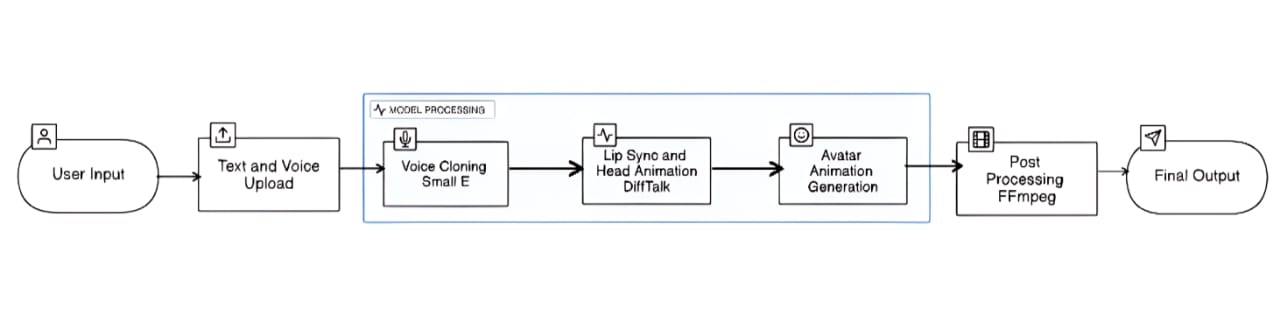 MODEL PROCESSING
User Input
Text and Voice
Upload
Voice Cloning
Small E
Lip Sync and
Head Animation
DiffTalk
Avatar
Animation
Generation
Post
Processing
FFmpeg
Final Output